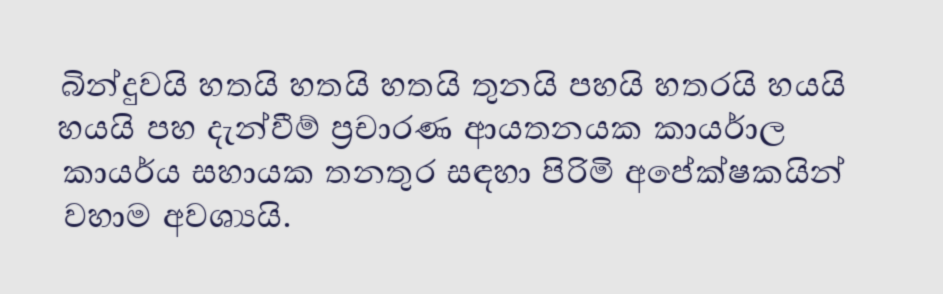 බින්දුවයි හතයි හතයි හතයි තුනයි පහයි හතරයි හයයි
හයයි පහ දැන්වීම් ප්‍රචාරණ ආයතනයක කාර්යාල
කාර්ය සහායක තනතුර සඳහා පිරිමි අපේක්ෂකයින්
වහාම අවශ්‍යයි.